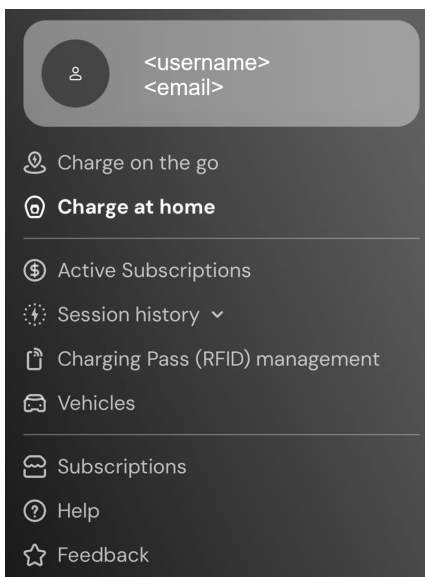 <username>
<email>
Charge on the go
Charge at home
Active Subscriptions
Session history
Charging Pass (RFID) management
Vehicles
Subscriptions
Help
Feedback